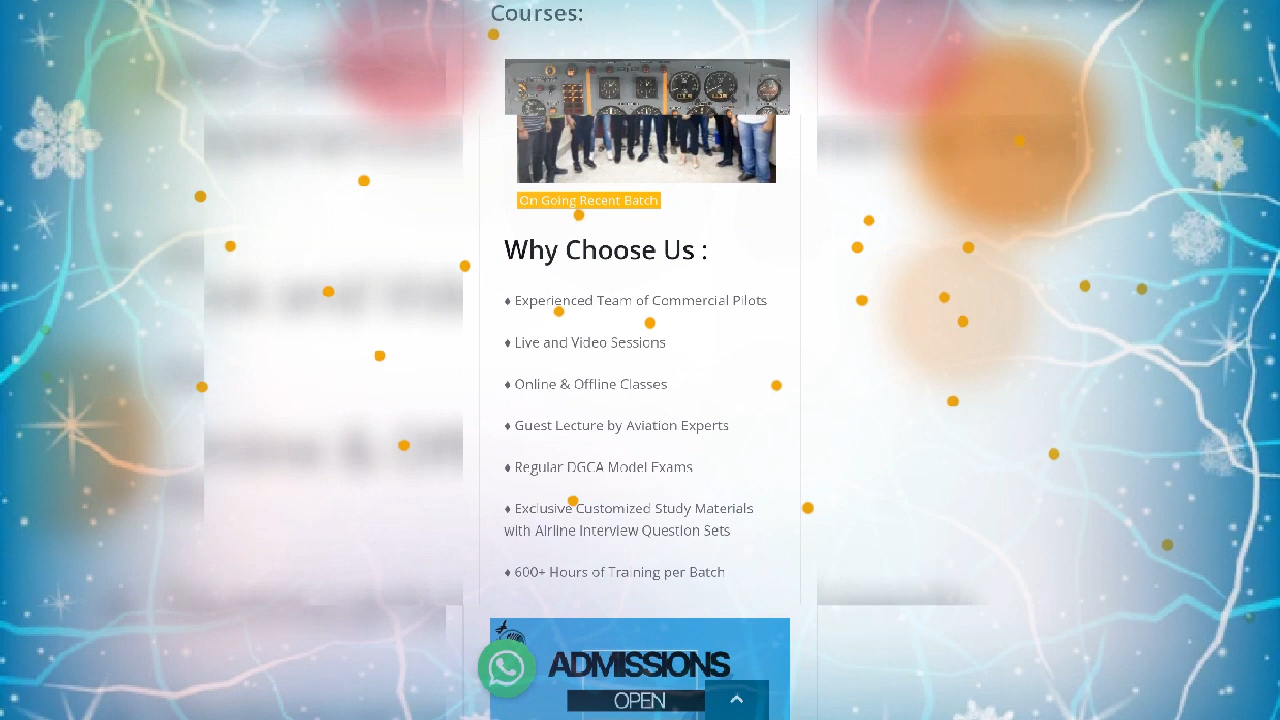 Courses:
On Going Recent Batch
Why Choose Us :
♦ Experienced Team of Commercial Pilots
♦ Live and Video Sessions
♦ Online & Offline Classes
♦ Guest Lecture by Aviation Experts
♦ Regular DGCA Model Exams
♦ Exclusive Customized Study Materials
with Airline Interview Question Sets
♦ 600+ Hours of Training per Batch
ADMISSIONS
OPEN